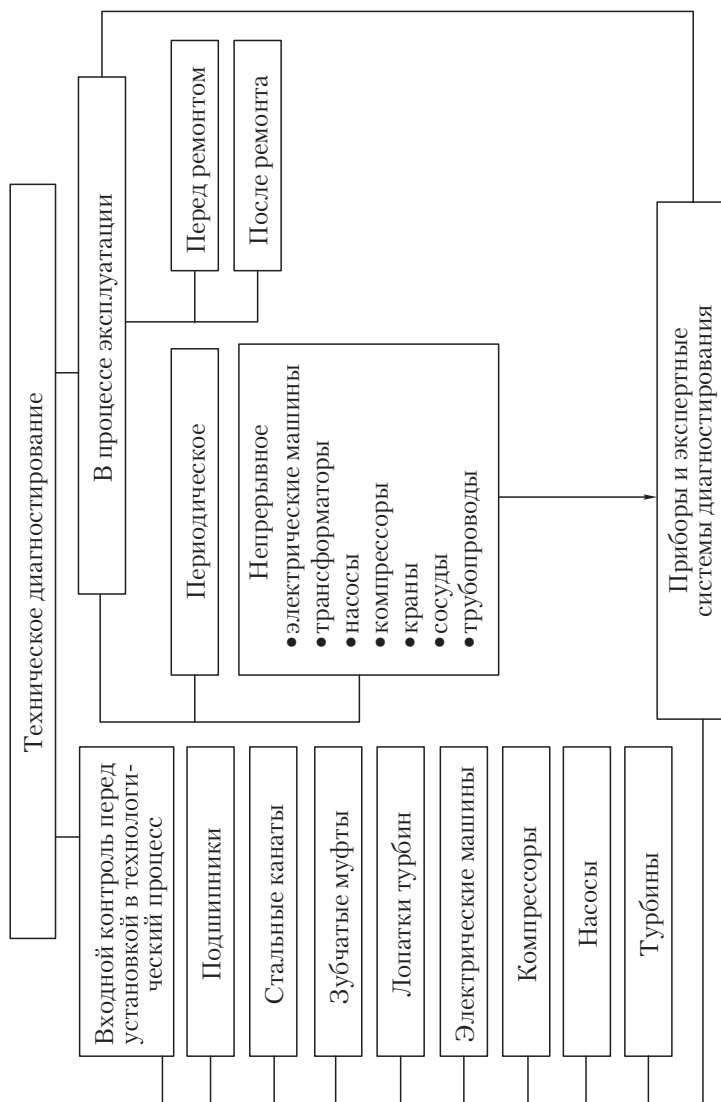 Техническое диагностирование
Входной контроль перед
установкой в технологи-
ческий процесс
Подшипники
Стальные канаты
Зубчатые муфты
Лопатки турбин
Электрические машины
Компрессоры
Насосы
Турбины
В процессе эксплуатации
Периодическое
Непрерывное
•электрические машины
•трансформаторы
•насосы
•компрессоры
•краны
•сосуды
•трубопроводы
Перед ремонтом
После ремонта
Приборы и экспертные
системы диагностирования